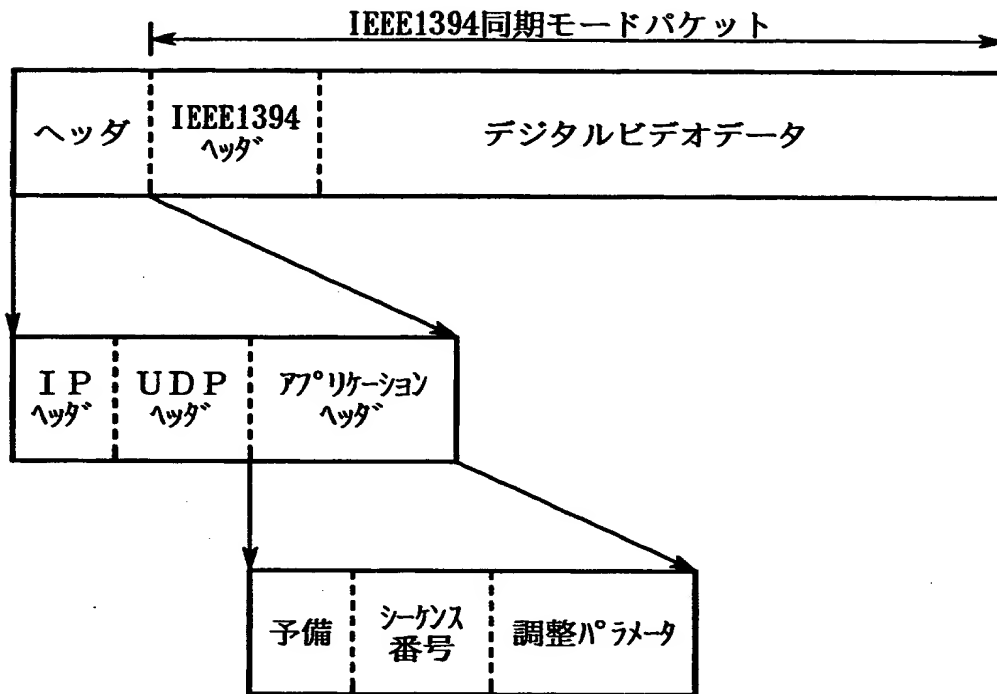 IEEE1394同期モードパケット
ヘッダ
IEEE1394
ﾍｯﾀﾞ
デジタルビデオデータ
ＩＰ
ﾍｯﾀﾞ
ＵＤＰ
ﾍｯﾀﾞ
ｱﾌﾟﾘｹｰｼｮﾝ
ﾍｯﾀﾞ
予備
ｼｰｹﾝｽ
番号
調整ﾊﾟﾗﾒｰﾀ